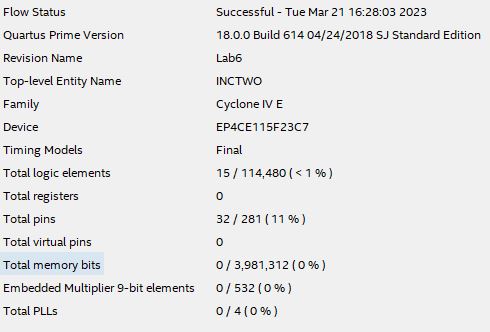 Flow Status Successful - Tue Mar 21 16:28:03 2023
Quartus Prime Version 18.0.0 Build 614 04/24/2018 SJ Standard Edition
Revision Name Lab6
Top-level Entity Name INCTWO
Family Cyclone IV E
Device EP4CE115F23C7
Timing Models Final
Total logic elements 15 / 114,480 ( < 1 % )
Total registers 0
Total pins 32 / 281 ( 11 % )
Total virtual pins 0
Total memory bits 0 / 3,981,312 ( 0 % )
Embedded Multiplier 9-bit elements 0 / 532 ( 0 % )
Total PLLs 0 / 4 ( 0 % )